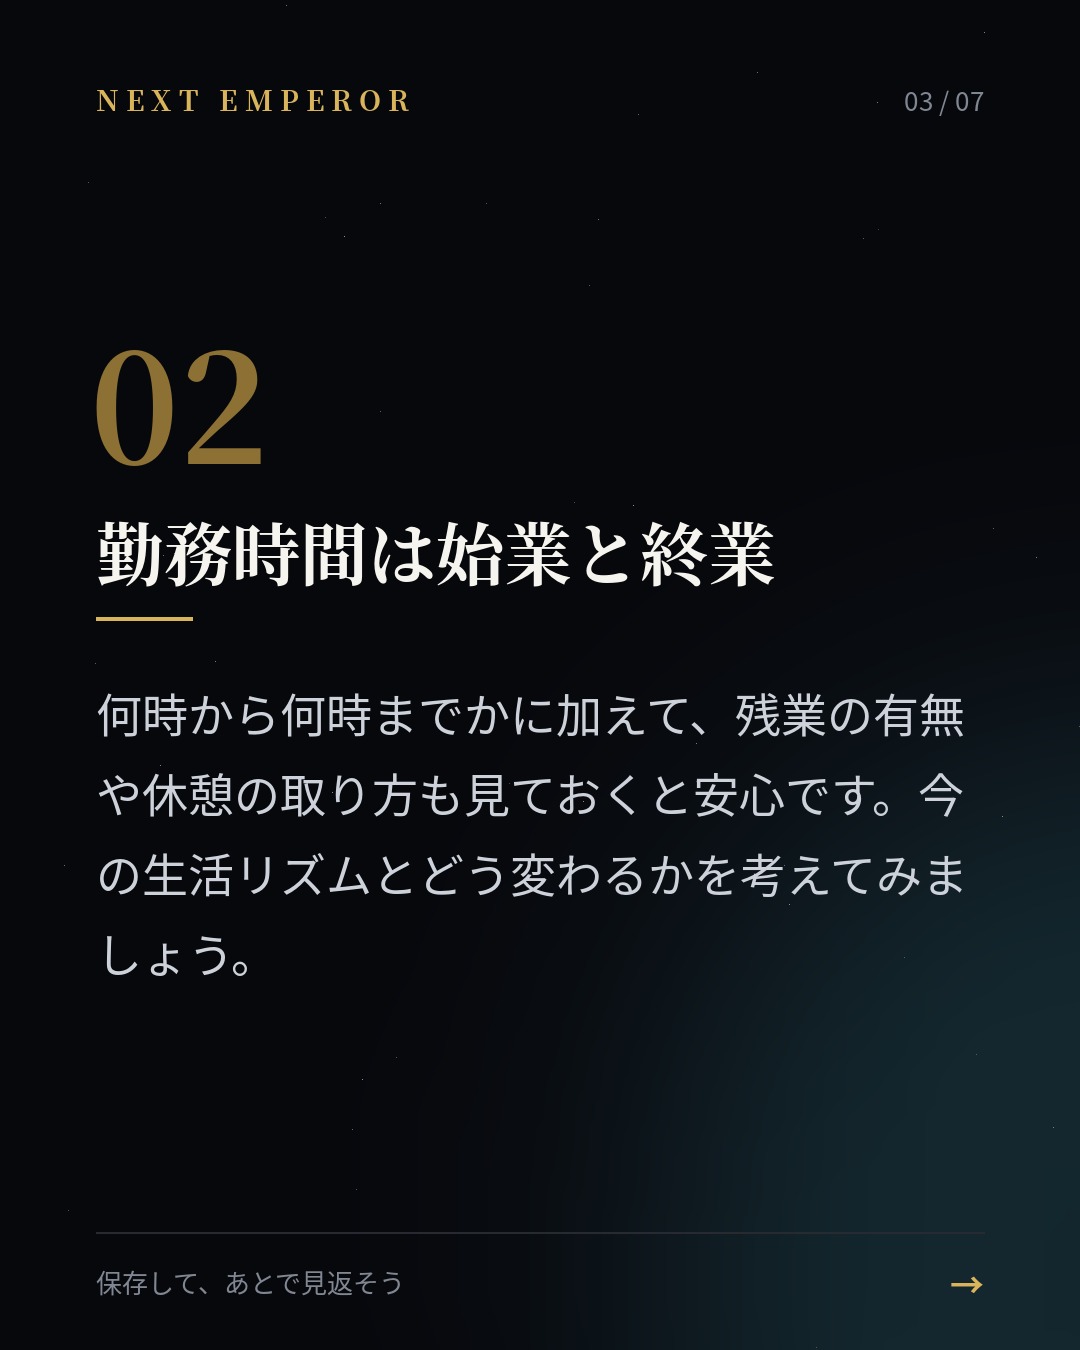 NEXT EMPEROR
03 / 07
02
勤務時間は始業と終業
何時から何時までかに加えて、残業の有無
や休憩の取り方も見ておくと安心です。今
の生活リズムとどう変わるかを考えてみま
しょう。
保存して、あとで見返そう
→